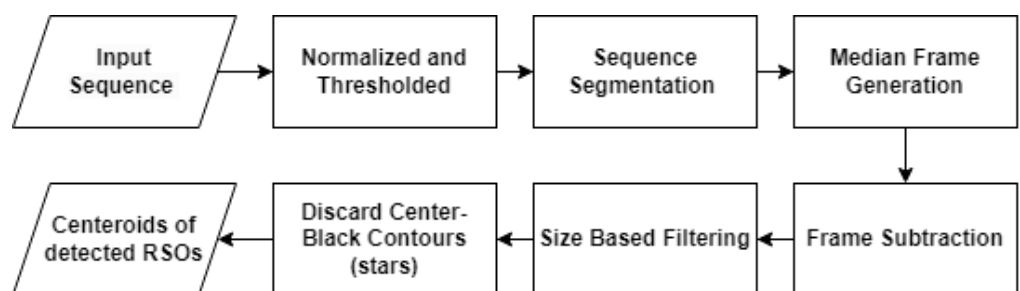 Input
Sequence
Normalized and
Thresholded
Sequence
Segmentation
Median Frame
Generation
Centeroids of
detected RSOs
Discard Center-
Black Contours
(stars)
Size Based Filtering
Frame Subtraction